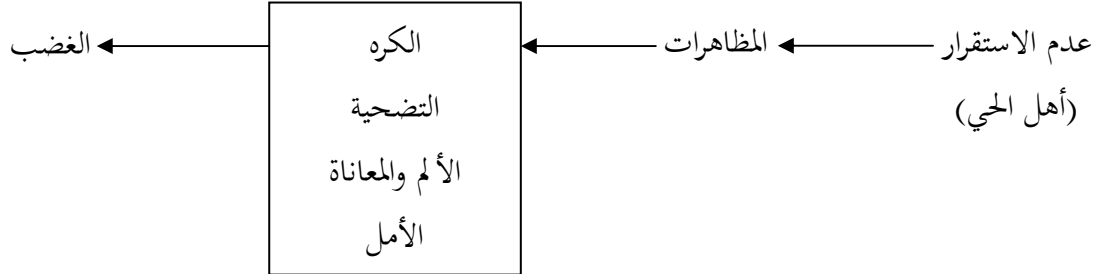 عدم الاستقرار
(أهل الحي)
المظاهرات
الكره
التضحية
الألم والمعاناة
الأمل
الغضب